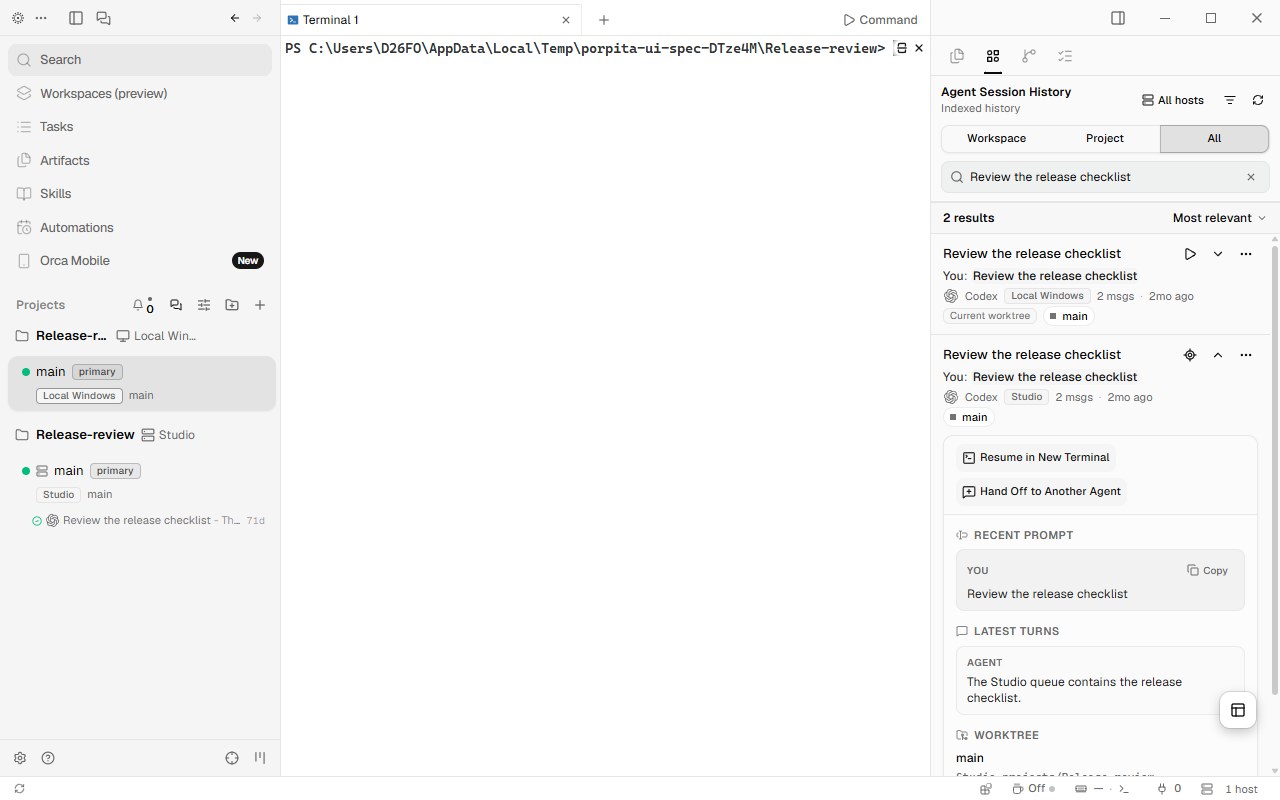 Terminal 1
Command
Search
Workspaces (preview)
Tasks
Artifacts
Skills
Automations
Orca Mobile New
Projects 0
Release-r... Local Win...
main primary
Local Windows main
Release-review Studio
main primary
Studio main
Review the release checklist - Th... 71d
PS C:\Users\D26FO\AppData\Local\Temp\porpita-ui-spec-DTze4M\Release-review>
Agent Session History
Indexed history
All hosts
Workspace Project All
Review the release checklist
2 results Most relevant
Review the release checklist
You: Review the release checklist
Codex Local Windows 2 msgs · 2mo ago
Current worktree main
Review the release checklist
You: Review the release checklist
Codex Studio 2 msgs · 2mo ago
main
Resume in New Terminal
Hand Off to Another Agent
RECENT PROMPT
YOU Copy
Review the release checklist
LATEST TURNS
AGENT
The Studio queue contains the release
checklist.
WORKTREE
main
Off — · 0 1 host